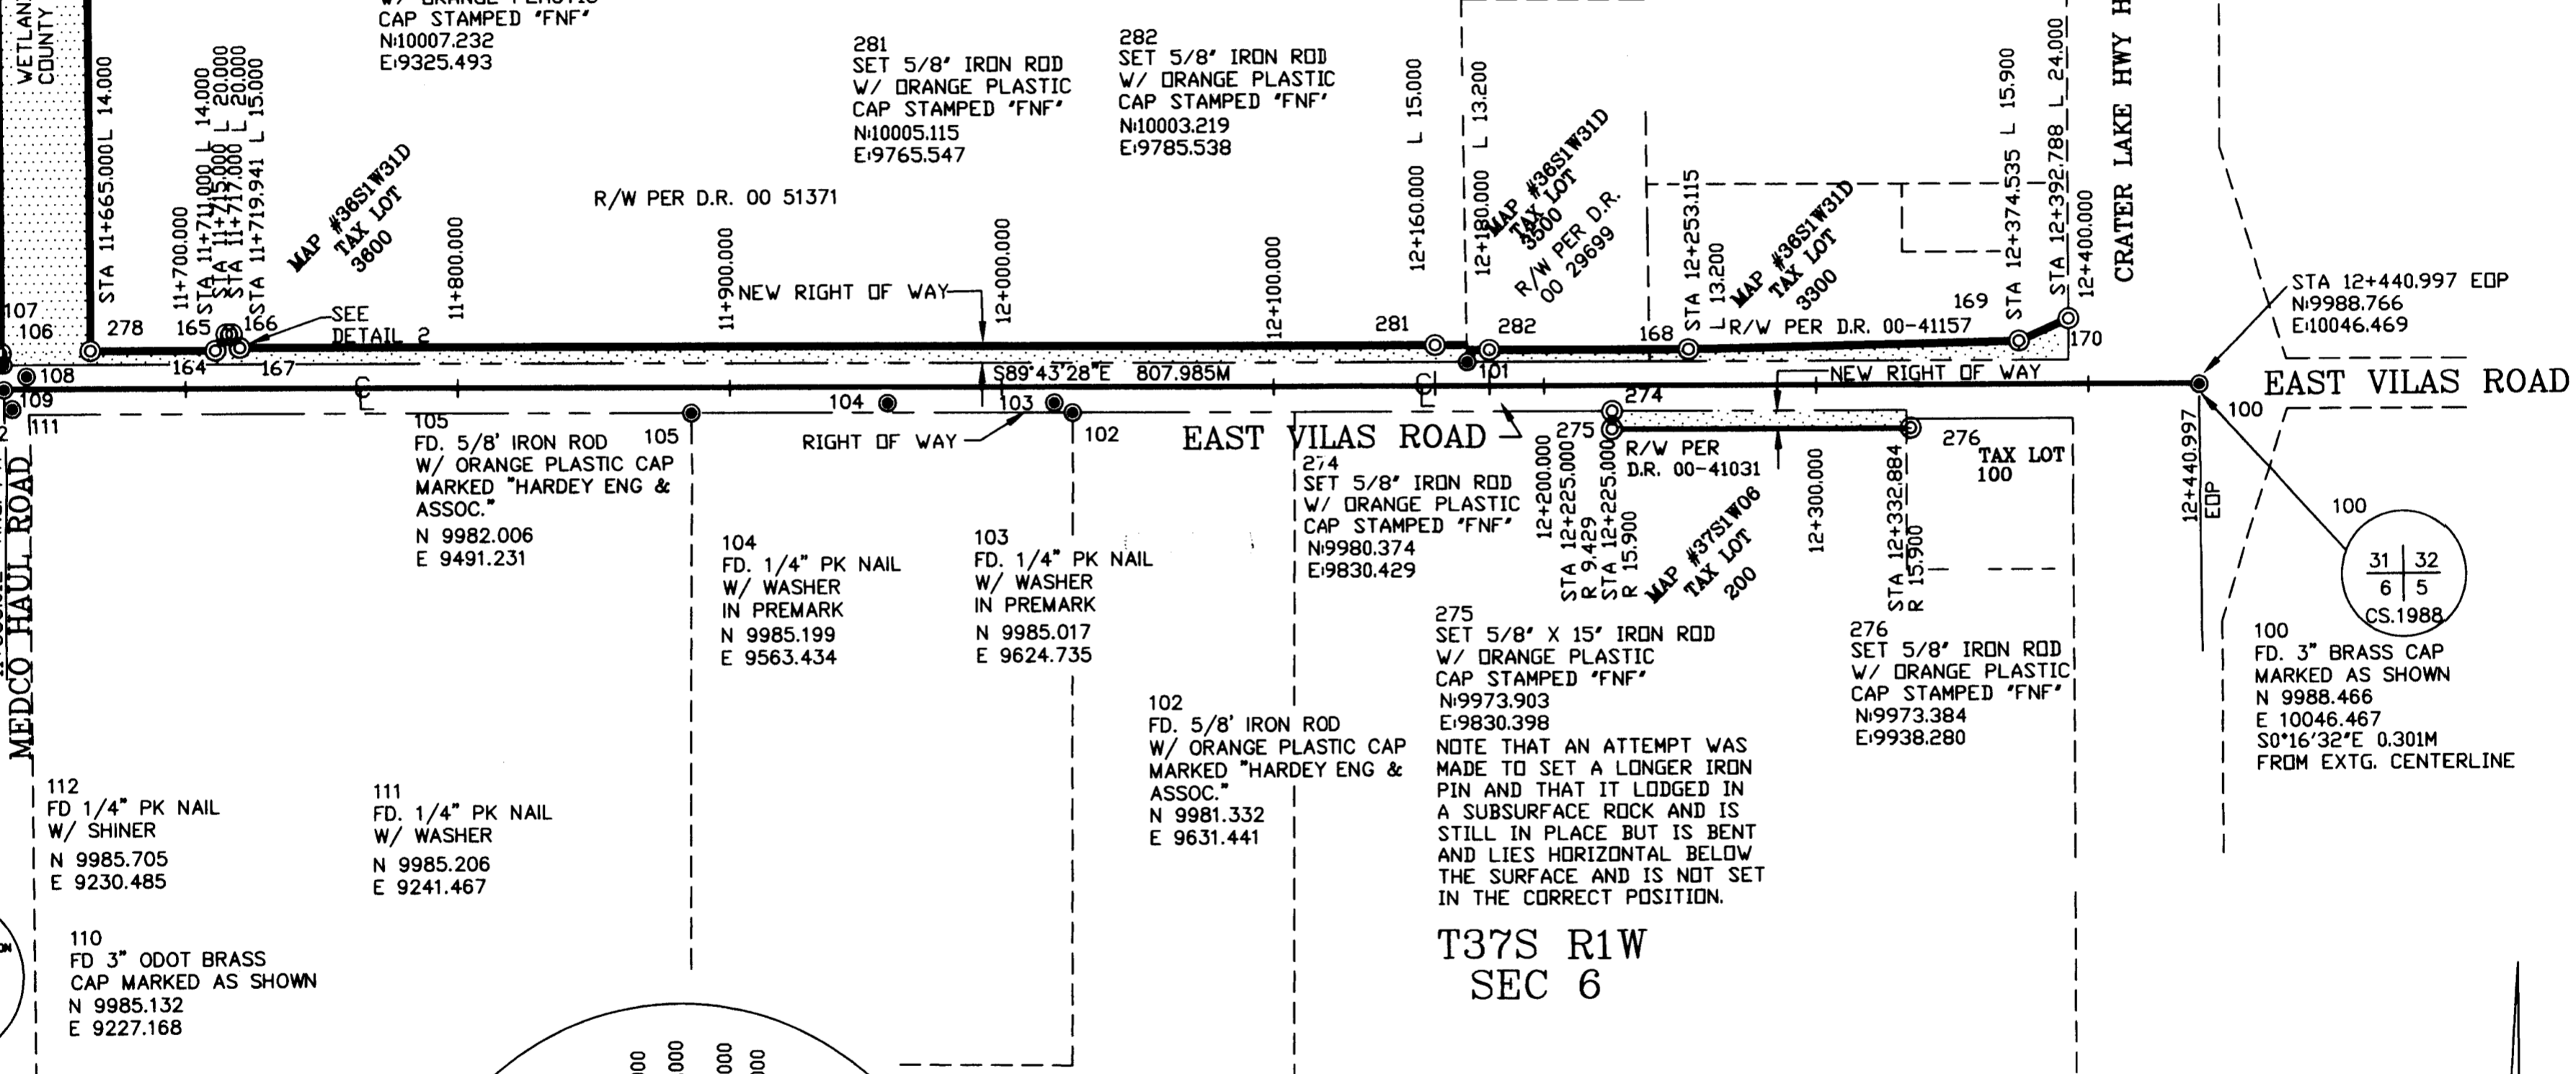 WETLAN
COUNTY
CAP STAMPED "FNF"
N:10007.232
E:9325.493
281
SET 5/8" IRON ROD
W/ ORANGE PLASTIC
CAP STAMPED "FNF"
N:10005.115
E:9765.547
282
SET 5/8" IRON ROD
W/ ORANGE PLASTIC
CAP STAMPED "FNF"
N:10003.219
E:9785.538
CRATER LAKE HWY H
STA 11+665.000L 14.000
11+700.000
STA 11+711.000 L 14.000
STA 11+715.000 L 20.000
STA 11+717.000 L 20.000
STA 11+719.941 L 15.000
MAP #36S1W31D
TAX LOT
3600
11+800.000
R/W PER D.R. 00 51371
11+900.000
NEW RIGHT OF WAY
12+000.000
12+100.000
12+160.000 L 15.000
12+180.000 L 13.200
MAP #36S1W31D
TAX LOT
3500
R/W PER D.R.
00 29699
STA 12+253.115
L 13.200
MAP #36S1W31D
TAX LOT
3300
STA 12+374.535 L 15.900
STA 12+392.788 L 24.000
12+400.000
STA 12+440.997 EOP
N:9988.766
E:10046.469
107
106
278
165
166
SEE
DETAIL 2
281
282
168
R/W PER D.R. 00-41157
169
170
108
164
167
S89°43'28"E 807.985M
101
NEW RIGHT OF WAY
EAST VILAS ROAD
109
2
111
CL
CL
105
104
103
102
RIGHT OF WAY
EAST VILAS ROAD
274
275
R/W PER
D.R. 00-41031
276
TAX LOT
100
100
12+440.997
EOP
105
FD. 5/8' IRON ROD
W/ ORANGE PLASTIC CAP
MARKED "HARDEY ENG &
ASSOC."
N 9982.006
E 9491.231
MEDCO HAUL ROAD
104
FD. 1/4" PK NAIL
W/ WASHER
IN PREMARK
N 9985.199
E 9563.434
103
FD. 1/4" PK NAIL
W/ WASHER
IN PREMARK
N 9985.017
E 9624.735
274
SET 5/8" IRON ROD
W/ ORANGE PLASTIC
CAP STAMPED "FNF"
N:9980.374
E:9830.429
12+200.000
STA 12+225.000
R 9.429
STA 12+225.000
R 15.900
MAP #37S1W06
TAX LOT
200
12+300.000
STA 12+332.884
R 15.900
100
31 32
6 5
CS.1988
275
SET 5/8" X 15" IRON ROD
W/ ORANGE PLASTIC
CAP STAMPED "FNF"
N:9973.903
E:9830.398
NOTE THAT AN ATTEMPT WAS
MADE TO SET A LONGER IRON
PIN AND THAT IT LODGED IN
A SUBSURFACE ROCK AND IS
STILL IN PLACE BUT IS BENT
AND LIES HORIZONTAL BELOW
THE SURFACE AND IS NOT SET
IN THE CORRECT POSITION.
276
SET 5/8" IRON ROD
W/ ORANGE PLASTIC
CAP STAMPED "FNF"
N:9973.384
E:9938.280
100
FD. 3" BRASS CAP
MARKED AS SHOWN
N 9988.466
E 10046.467
S0°16'32"E 0.301M
FROM EXTG. CENTERLINE
102
FD. 5/8' IRON ROD
W/ ORANGE PLASTIC CAP
MARKED "HARDEY ENG &
ASSOC."
N 9981.332
E 9631.441
112
FD 1/4" PK NAIL
W/ SHINER
N 9985.705
E 9230.485
111
FD. 1/4" PK NAIL
W/ WASHER
N 9985.206
E 9241.467
110
FD 3" ODOT BRASS
CAP MARKED AS SHOWN
N 9985.132
E 9227.168
T37S R1W
SEC 6